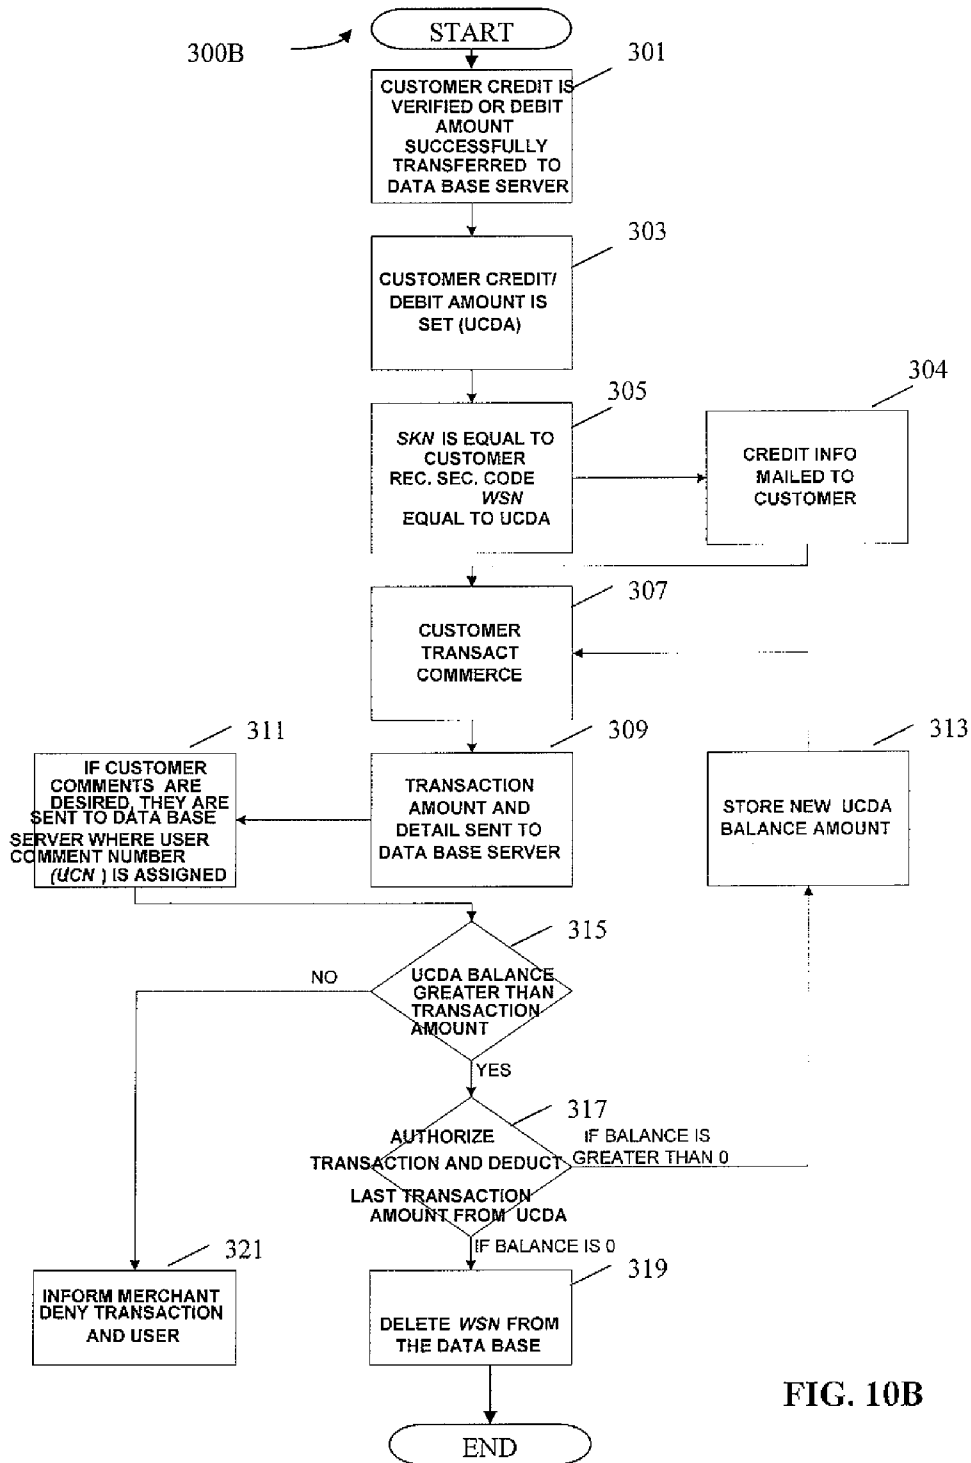 START
300B
301
CUSTOMER CREDIT IS
VERIFIED OR DEBIT
AMOUNT
SUCCESSFULLY
TRANSFERRED TO
DATA BASE SERVER
303
CUSTOMER CREDIT/
DEBIT AMOUNT IS
SET (UCDA)
305
SKN IS EQUAL TO
CUSTOMER
REC. SEC. CODE
WSN
EQUAL TO UCDA
304
CREDIT INFO
MAILED TO
CUSTOMER
307
CUSTOMER
TRANSACT
COMMERCE
311
IF CUSTOMER
COMMENTS ARE
DESIRED, THEY ARE
SENT TO DATA BASE
SERVER WHERE USER
COMMENT NUMBER
(UCN ) IS ASSIGNED
309
TRANSACTION
AMOUNT AND
DETAIL SENT TO
DATA BASE SERVER
313
STORE NEW UCDA
BALANCE AMOUNT
315
NO
UCDA BALANCE
GREATER THAN
TRANSACTION
AMOUNT
YES
317
AUTHORIZE
TRANSACTION AND DEDUCT
LAST TRANSACTION
AMOUNT FROM UCDA
IF BALANCE IS
GREATER THAN 0
IF BALANCE IS 0
321
INFORM MERCHANT
DENY TRANSACTION
AND USER
319
DELETE WSN FROM
THE DATA BASE
END
FIG. 10B